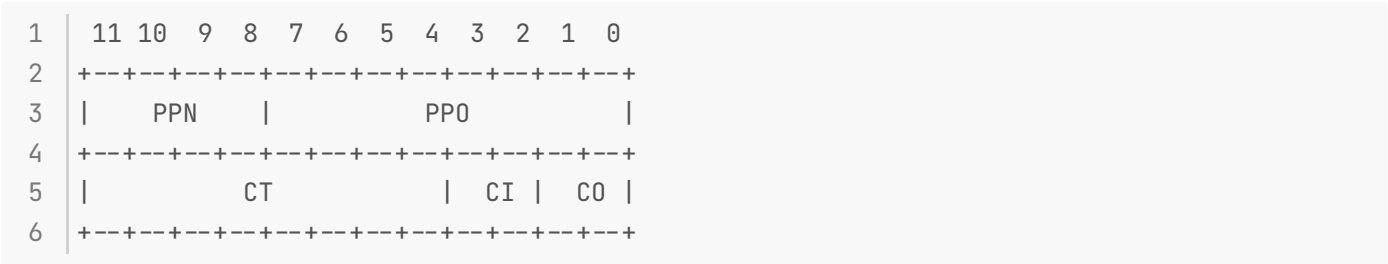 1  11 10  9  8  7  6  5  4  3  2  1  0
2 +--+--+--+--+--+--+--+--+--+--+--+--+
3 |    PPN    |          PPO          |
4 +--+--+--+--+--+--+--+--+--+--+--+--+
5 |          CT           |  CI |  CO |
6 +--+--+--+--+--+--+--+--+--+--+--+--+